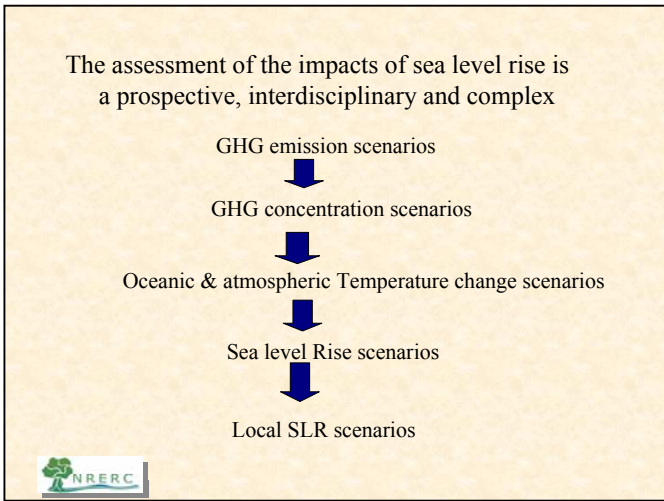 The assessment of the impacts of sea level rise is
a prospective, interdisciplinary and complex
GHG emission scenarios
GHG concentration scenarios
Oceanic & atmospheric Temperature change scenarios
Sea level Rise scenarios
Local SLR scenarios
NRERC